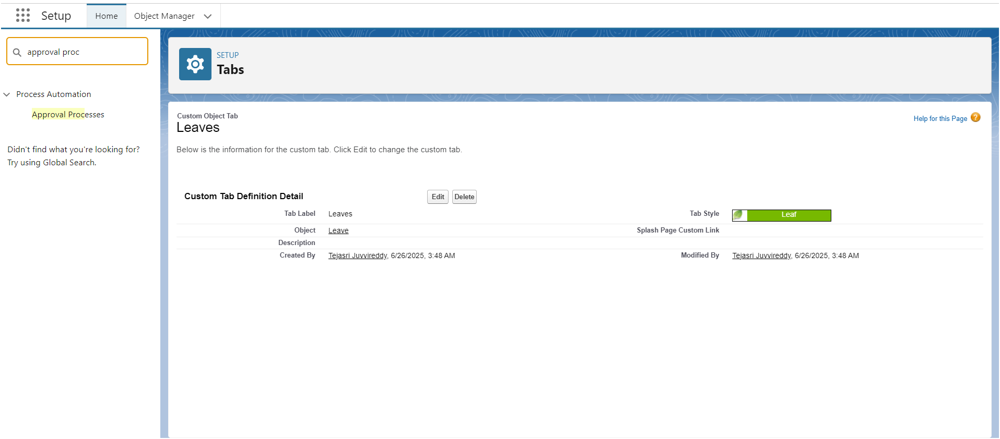 Setup
Home
Object Manager
approval proc
Process Automation
Approval Processes
Didn't find what you're looking for?
Try using Global Search.
SETUP
Tabs
Custom Object Tab
Leaves
Help for this Page ?
Below is the information for the custom tab. Click Edit to change the custom tab.
Custom Tab Definition Detail
Edit
Delete
Tab Label Leaves
Tab Style Leaf
Object Leave
Splash Page Custom Link
Description
Created By Tejasri Juvvireddy, 6/26/2025, 3:48 AM
Modified By Tejasri Juvvireddy, 6/26/2025, 3:48 AM